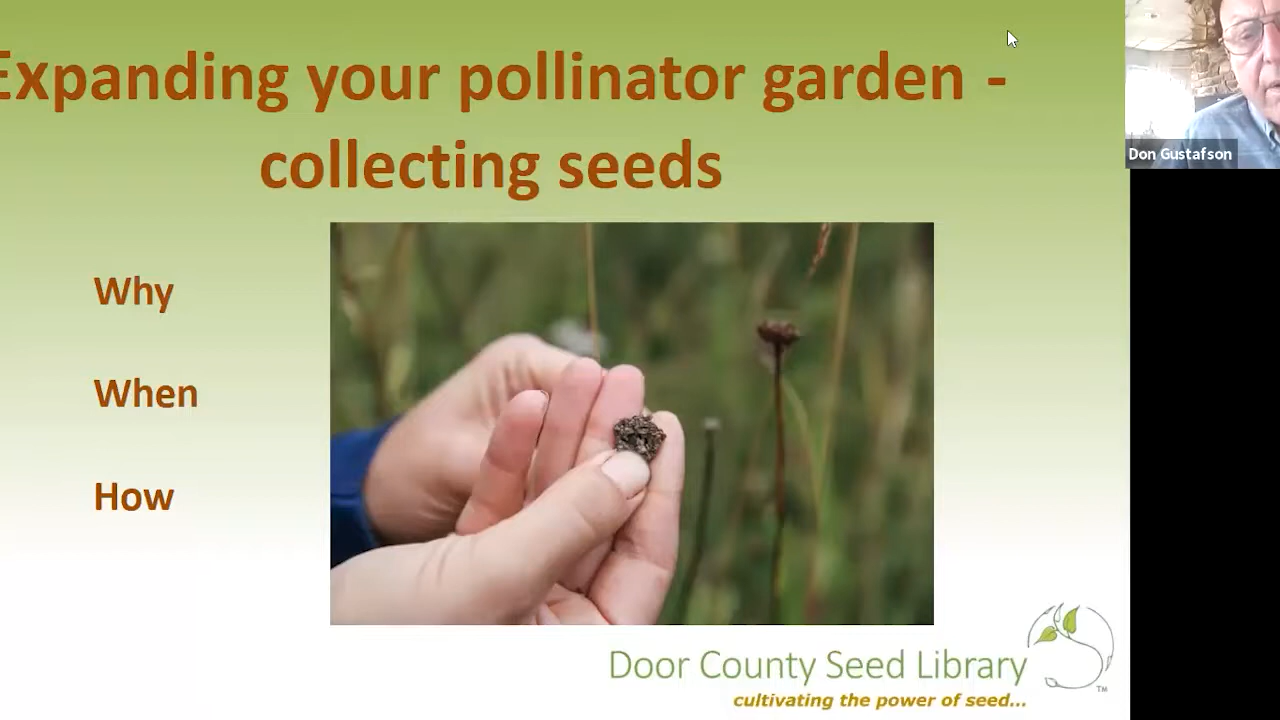 Expanding your pollinator garden -
collecting seeds
Don Gustafson
Why
When
How
Door County Seed Library
TM
cultivating the power of seed...